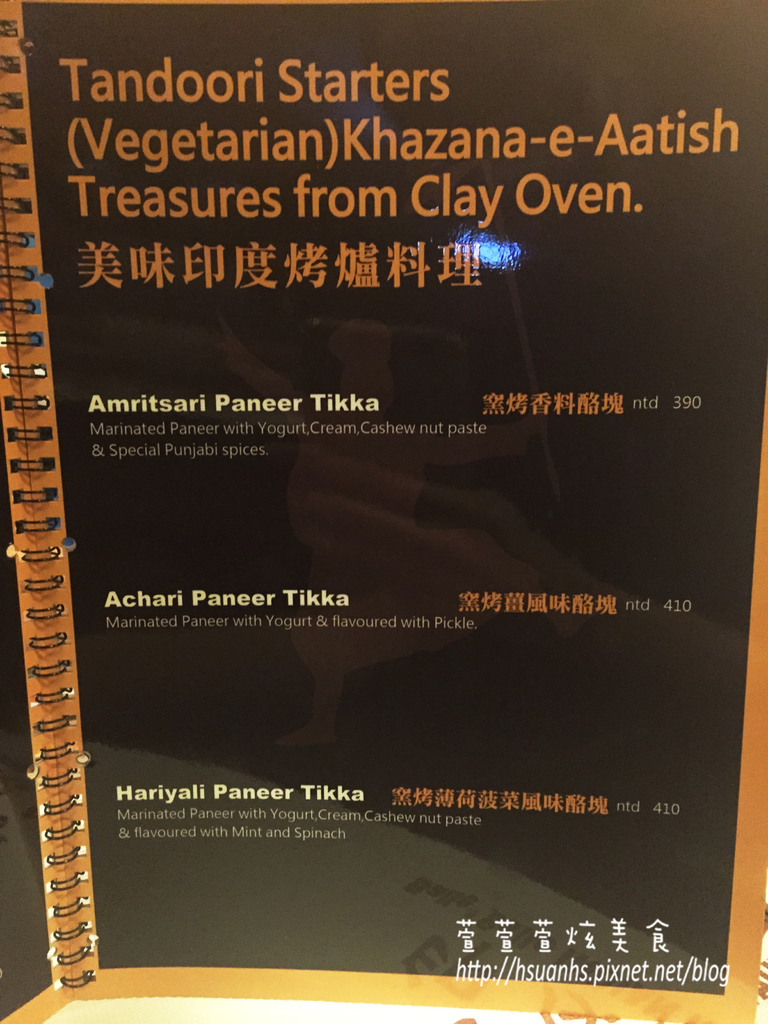 Tandoori Starters
(Vegetarian)Khazana-e-Aatish
Treasures from Clay Oven.
美味印度烤爐料理
Amritsari Paneer Tikka 窯烤香料酪塊 ntd 390
Marinated Paneer with Yogurt,Cream,Cashew nut paste
& Special Punjabi spices.
Achari Paneer Tikka 窯烤薑風味酪塊 ntd 410
Marinated Paneer with Yogurt & flavoured with Pickle.
Hariyali Paneer Tikka 窯烤薄荷菠菜風味酪塊 ntd 410
Marinated Paneer with Yogurt,Cream,Cashew nut paste
& flavoured with Mint and Spinach
萱萱萱炫美食
http://hsuanhs.pixnet.net/blog